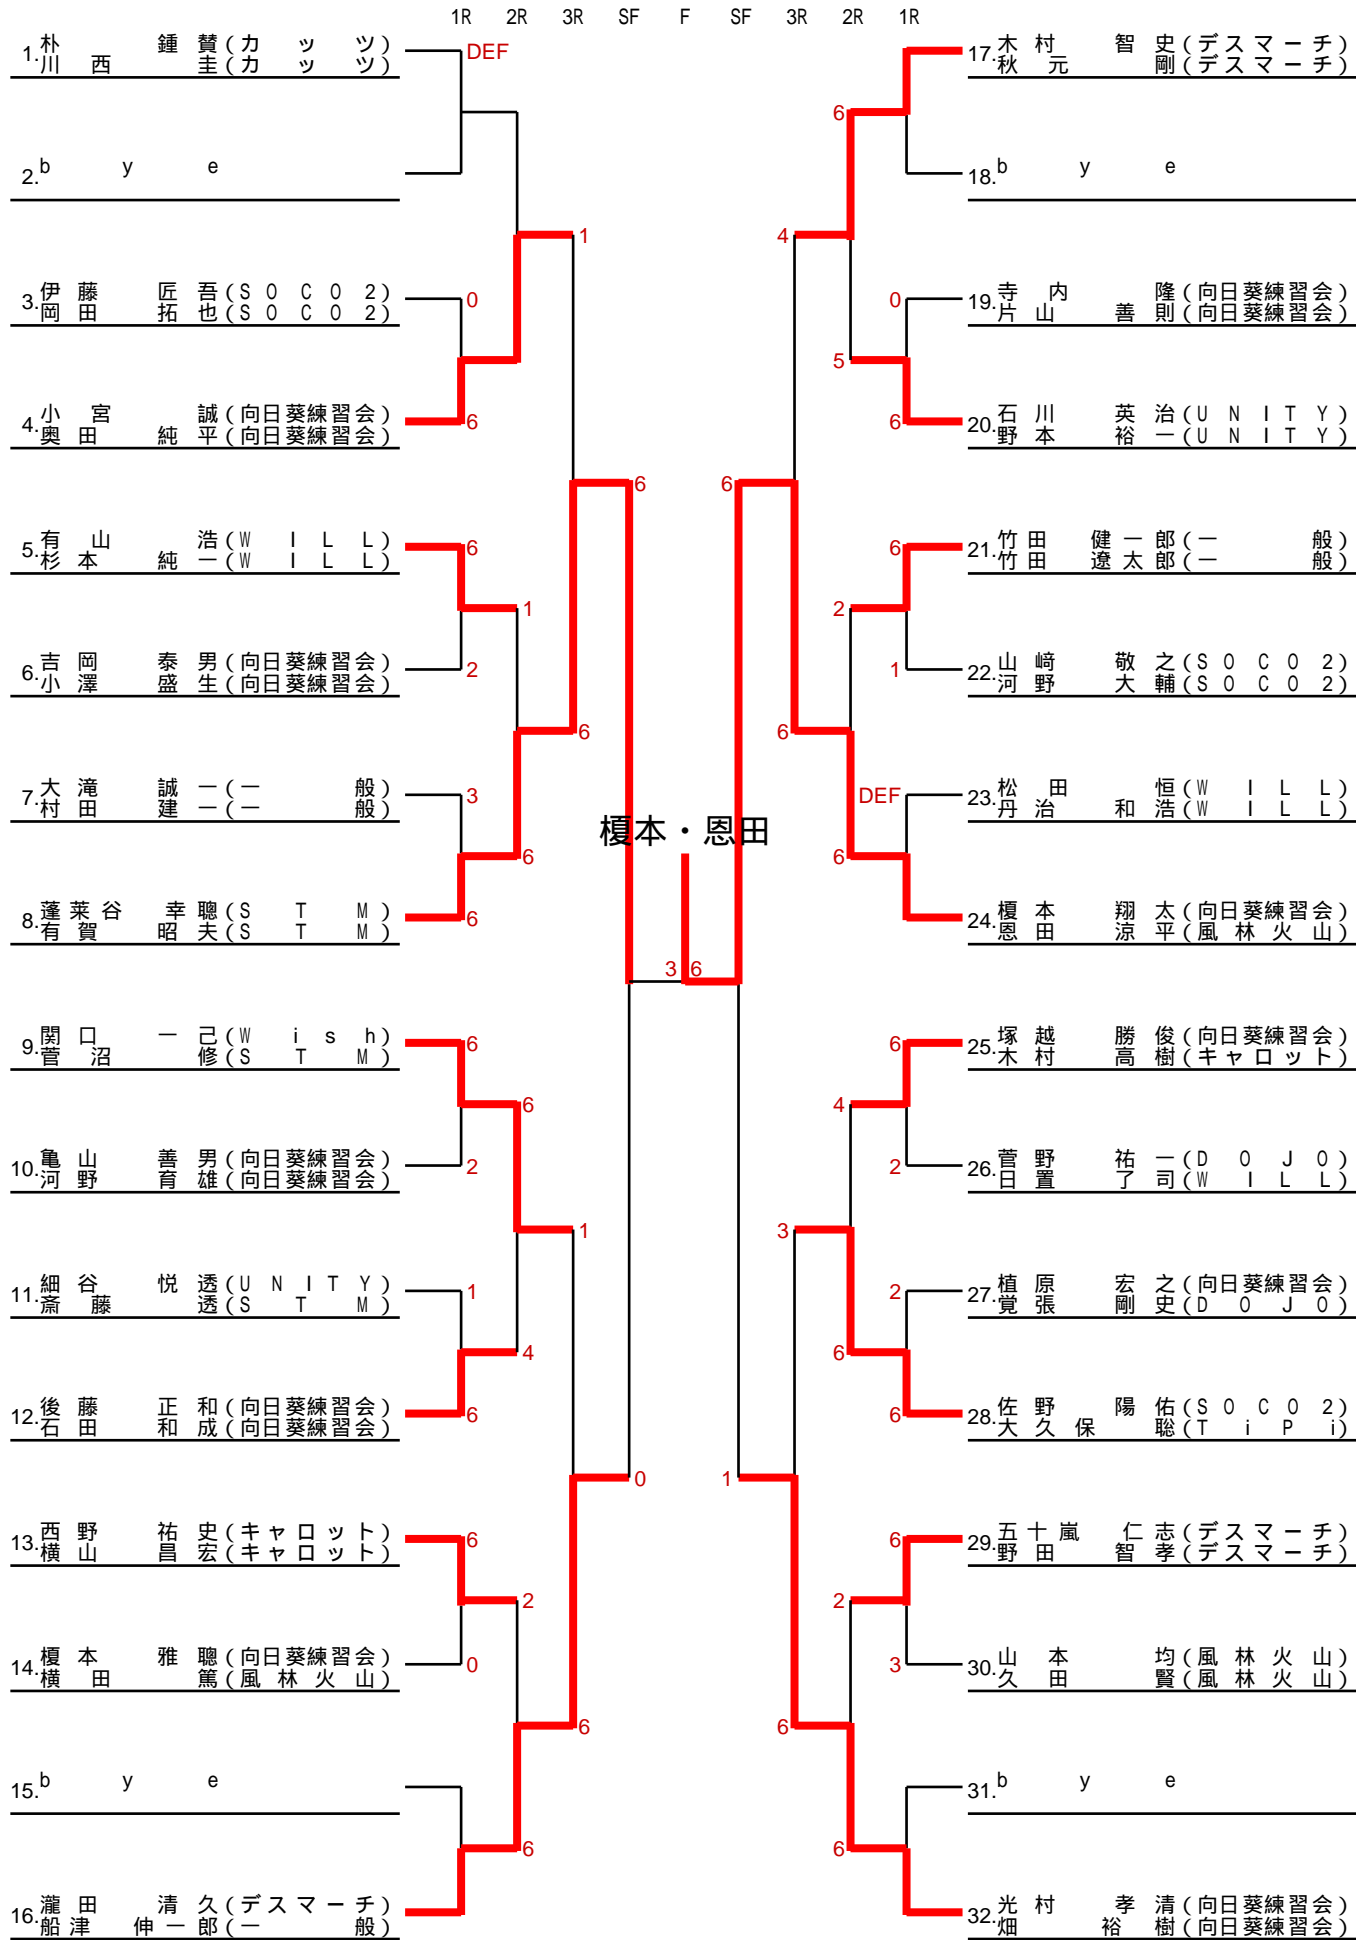 1R 2R 3R SF F SF 3R 2R 1R
1. 朴 鍾賛(カッツ)
川西 圭(カッツ)
DEF
2. bye
1
3. 伊藤 匠吾(SOCO2)
岡田 拓也(SOCO2)
0
4. 小宮 誠(向日葵練習会)
奥田 純平(向日葵練習会)
6
6
5. 有山 浩(WILL)
杉本 純一(WILL)
6
1
6. 吉岡 泰男(向日葵練習会)
小澤 盛生(向日葵練習会)
2
6
7. 大滝 誠一(一般)
村田 建一(一般)
3
6
8. 蓬莱谷 幸聰(STM)
有賀 昭夫(STM)
6
9. 関口 一己(Wish)
菅沼 修(STM)
6
6
10. 亀山 善男(向日葵練習会)
河野 育雄(向日葵練習会)
2
1
11. 細谷 悦透(UNITY)
斎藤 透(STM)
1
4
12. 後藤 正和(向日葵練習会)
石田 和成(向日葵練習会)
6
0
13. 西野 祐史(キャロット)
横山 昌宏(キャロット)
6
2
14. 榎本 雅聰(向日葵練習会)
横田 篤(風林火山)
0
6
15. bye
6
16. 瀧田 清久(デスマーチ)
船津 伸一郎(一般)
榎本・恩田
3 6
17. 木村 智史(デスマーチ)
秋元 剛(デスマーチ)
6
18. bye
4
19. 寺内 隆(向日葵練習会)
片山 善則(向日葵練習会)
0
5
20. 石川 英治(UNITY)
野本 裕一(UNITY)
6
6
21. 竹田 健一郎(一般)
竹田 遼太郎(一般)
6
2
22. 山﨑 敬之(SOCO2)
河野 大輔(SOCO2)
1
6
23. 松田 恒(WILL)
丹治 和浩(WILL)
DEF
6
24. 榎本 翔太(向日葵練習会)
恩田 涼平(風林火山)
25. 塚越 勝俊(向日葵練習会)
木村 高樹(キャロット)
6
4
26. 菅野 祐一(DOJO)
日置 了司(WILL)
2
3
27. 植原 宏之(向日葵練習会)
覚張 剛史(DOJO)
2
6
28. 佐野 陽佑(SOCO2)
大久保 聡(TiPi)
6
1
29. 五十嵐 仁志(デスマーチ)
野田 智孝(デスマーチ)
6
2
30. 山本 均(風林火山)
久田 賢(風林火山)
3
6
31. bye
6
32. 光村 孝清(向日葵練習会)
畑 裕樹(向日葵練習会)